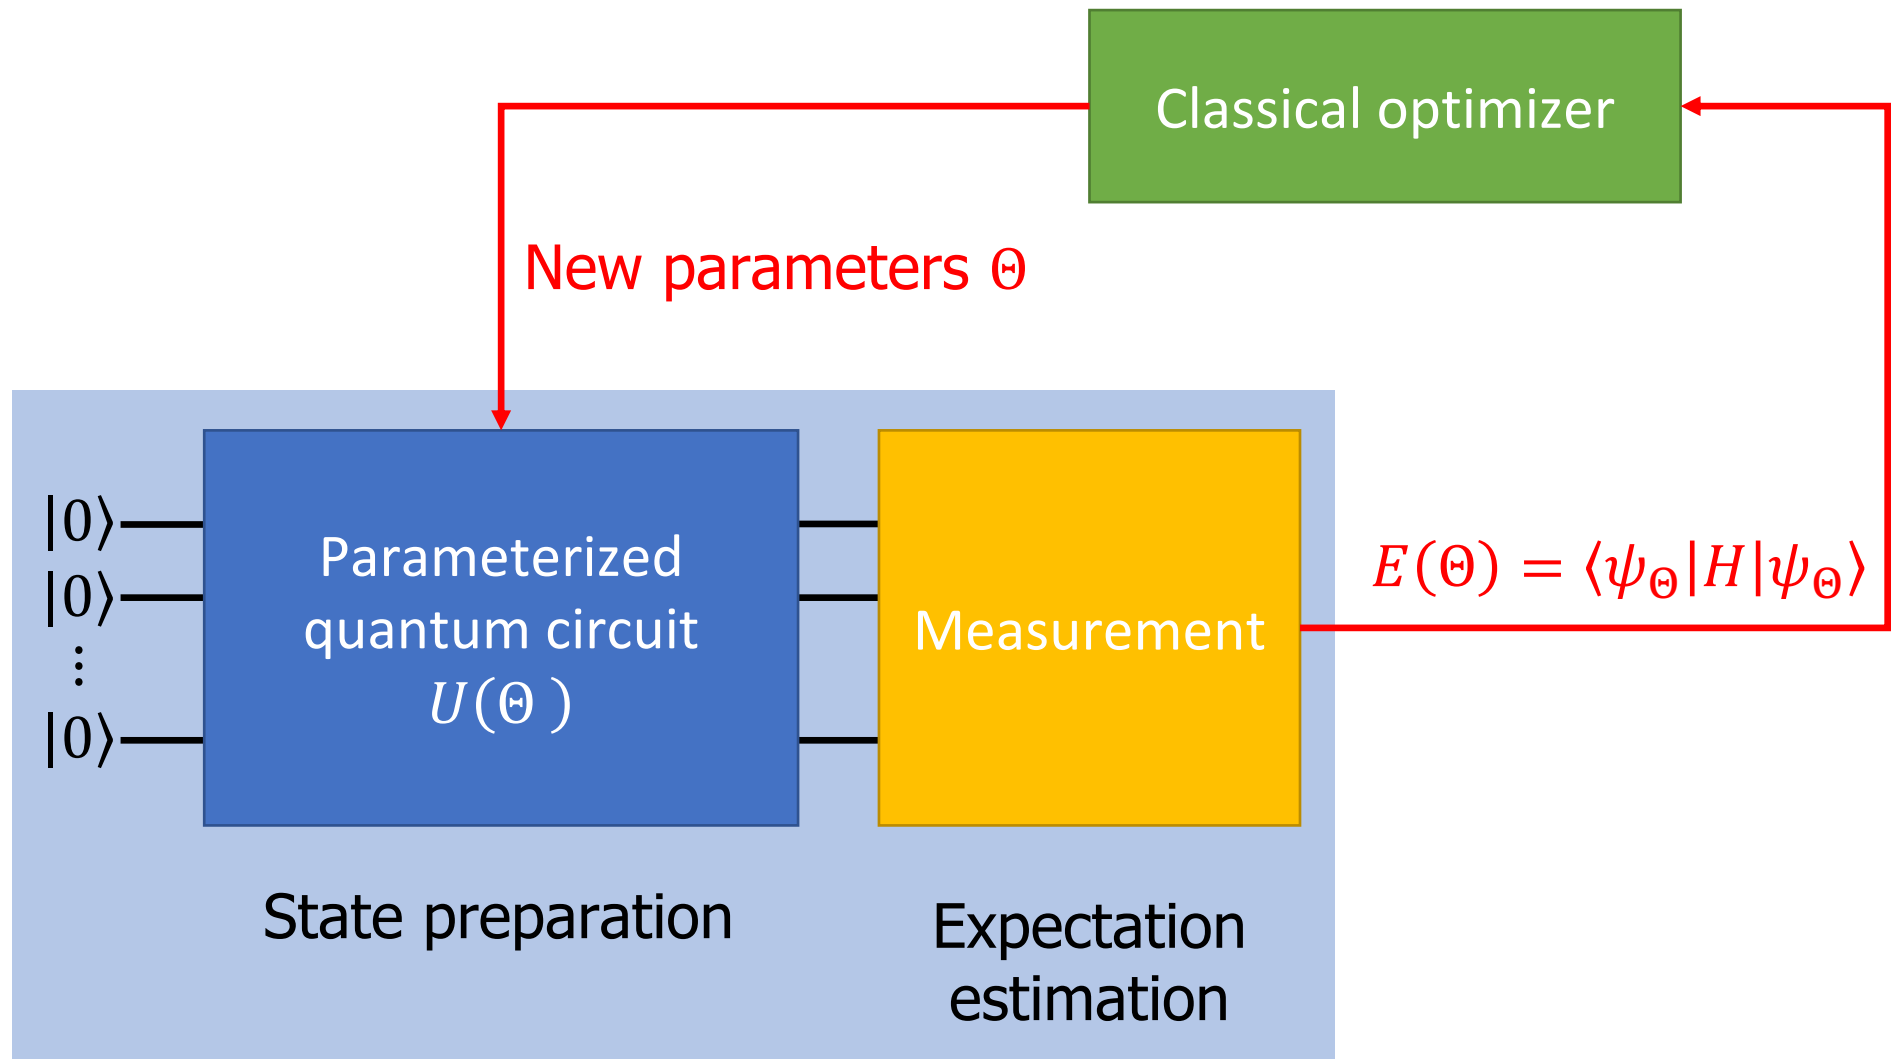 Classical optimizer
New parameters Θ
|0⟩
|0⟩
⋮
|0⟩
Parameterized
quantum circuit
U(Θ )
Measurement
E(Θ) = ⟨ψ_Θ|H|ψ_Θ⟩
State preparation
Expectation
estimation